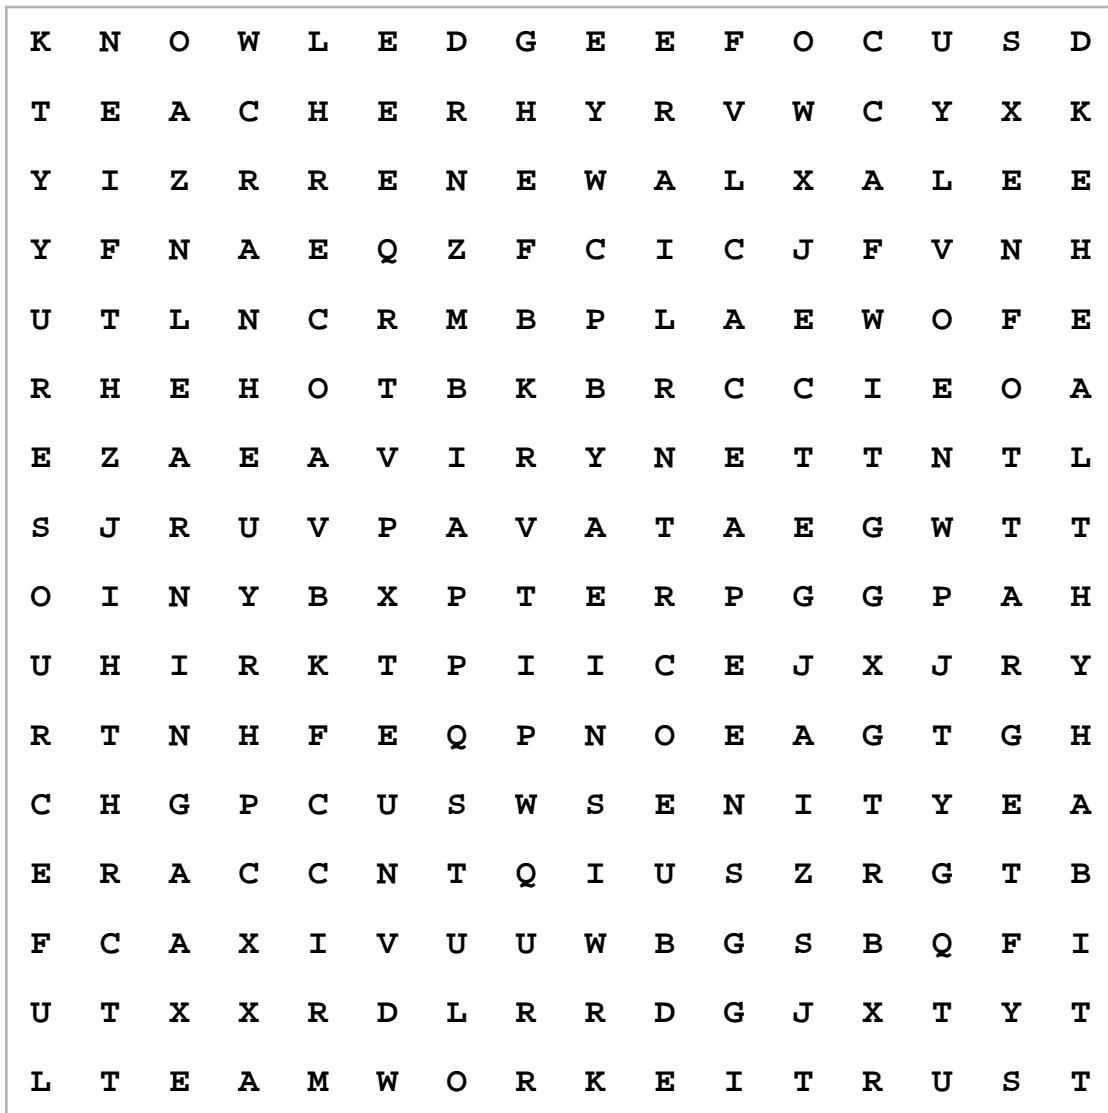 K N O W L E D G E E F O C U S D
T E A C H E R H Y R V W C Y X K
Y I Z R R E N E W A L X A L E E
Y F N A E Q Z F C I C J F V N H
U T L N C R M B P L A E W O F E
R H E H O T B K B R C C I E O A
E Z A E A V I R Y N E T T N T L
S J R U V P A V A T A E G W T T
O I N Y B X P T E R P G G P A H
U H I R K T P I I C E J X J R Y
R T N H F E Q P N O E A G T G H
C H G P C U S W S E N I T Y E A
E R A C C N T Q I U S Z R G T B
F C A X I V U U W B G S B Q F I
U T X X R D L R R D G J X T Y T
L T E A M W O R K E I T R U S T